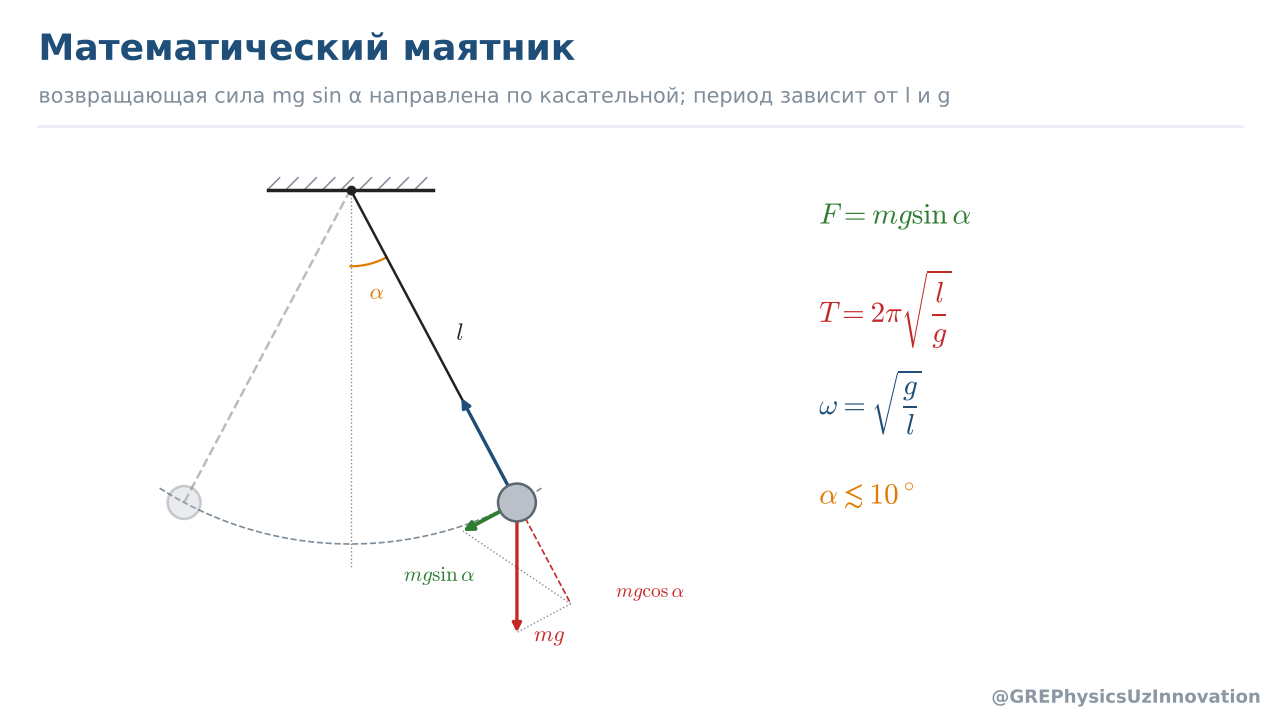 Математический маятник
возвращающая сила mg sin α направлена по касательной; период зависит от l и g
F = mg sin α
α
T = 2π√(l/g)
l
ω = √(g/l)
α ≲ 10°
mg sin α
mg cos α
mg
@GREPhysicsUzInnovation